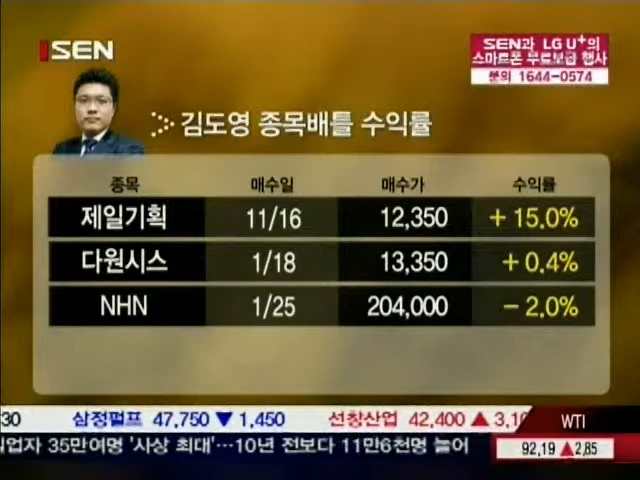 SEN
SEN과 LG U+의
스마트폰 무료보급 행사
문의 1644-0574
김도영 종목배틀 수익률
종목 매수일 매수가 수익률
제일기획 11/16 12,350 +15.0%
다원시스 1/18 13,350 +0.4%
NHN 1/25 204,000 -2.0%
30 삼정펄프 47,750 ▼ 1,450 선창산업 42,400 ▲ 3,10 WTI
업자 35만여명 '사상 최대'…10년 전보다 11만6천명 늘어 92.19 ▲2.85